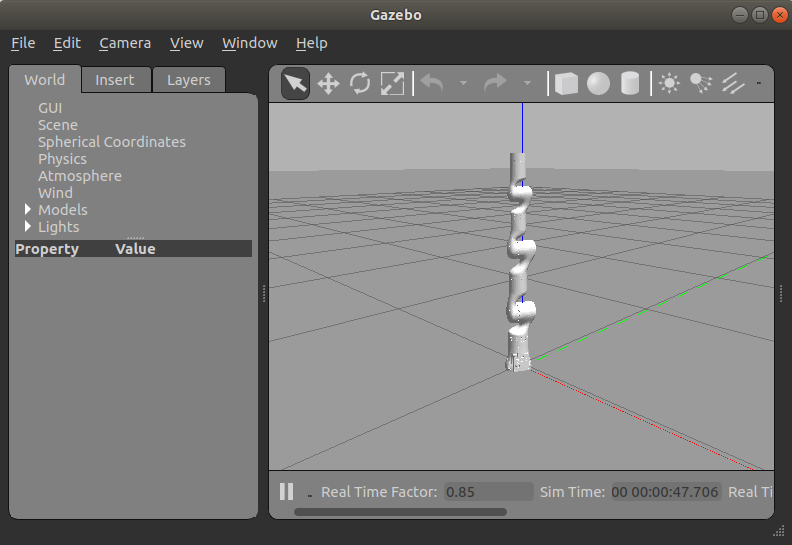 Gazebo
File Edit Camera View Window Help
World Insert Layers
GUI
Scene
Spherical Coordinates
Physics
Atmosphere
Wind
Models
Lights
Property Value
Real Time Factor: 0.85 Sim Time: 00 00:00:47.706 Real Ti